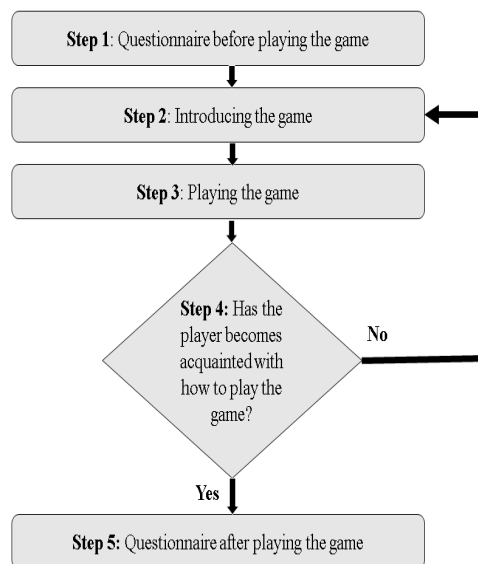 Step 1: Questionnaire before playing the game
Step 2: Introducing the game
Step 3: Playing the game
Step 4: Has the
player becomes
acquainted with
how to play the
game?
No
Yes
Step 5: Questionnaire after playing the game